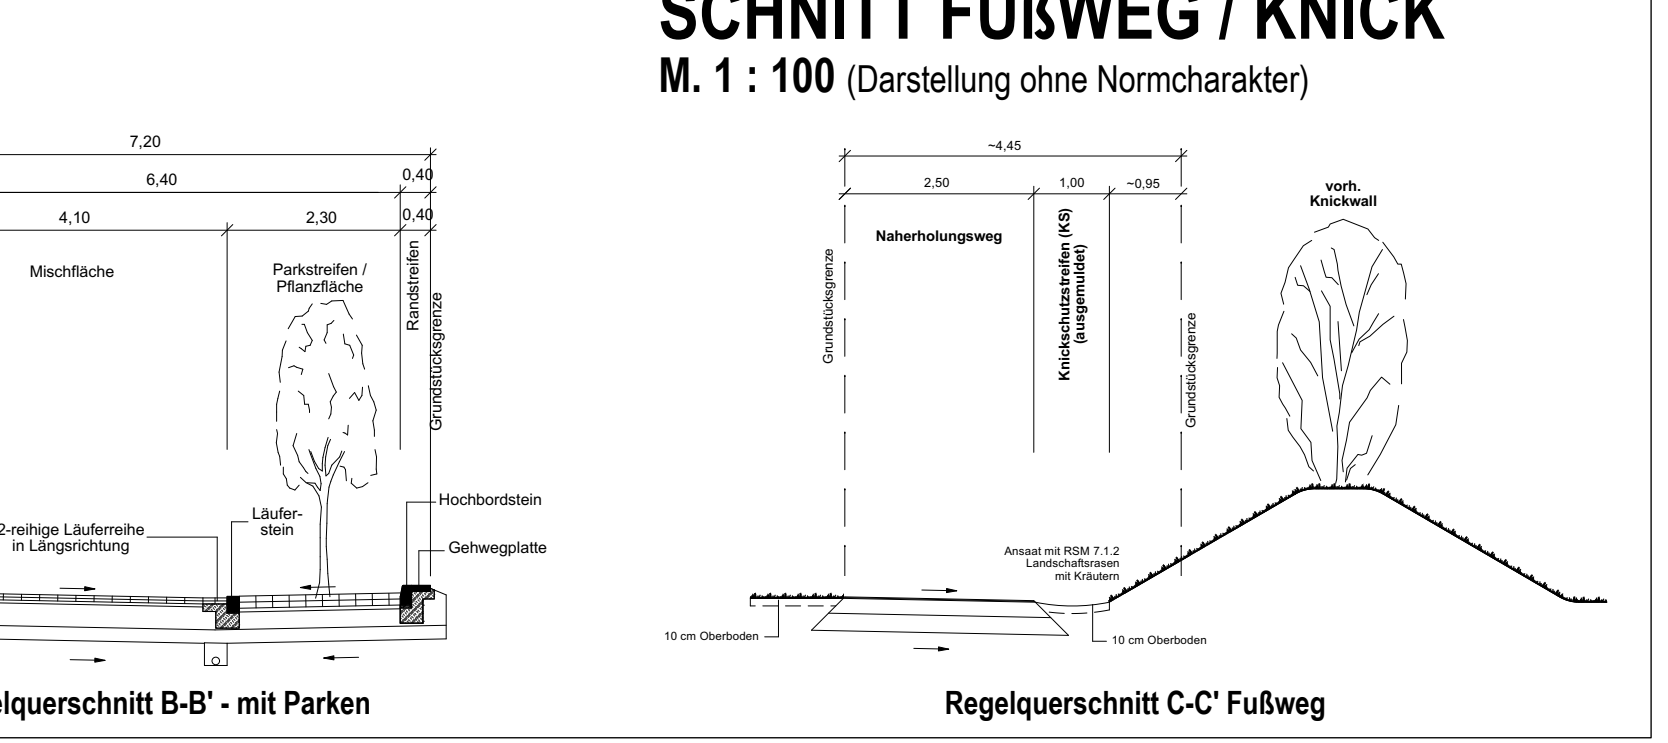 SCHNITT FUßWEG / KNICK
M. 1 : 100 (Darstellung ohne Normcharakter)
7,20
6,40
0,40
4,10
2,30
0,40
Mischfläche
Parkstreifen /
Pflanzfläche
Randstreifen
Grundstücksgrenze
Hochbordstein
Läufer-
stein
2-reihige Läuferreihe
in Längsrichtung
Gehwegplatte
elquerschnitt B-B' - mit Parken
~4,45
2,50
1,00
~0,95
Naherholungsweg
Knickschutzstreifen (KS)
(ausgemuldet)
Grundstücksgrenze
Grundstücksgrenze
vorh.
Knickwall
Ansaat mit RSM 7.1.2
Landschaftsrasen
mit Kräutern
10 cm Oberboden
10 cm Oberboden
Regelquerschnitt C-C' Fußweg